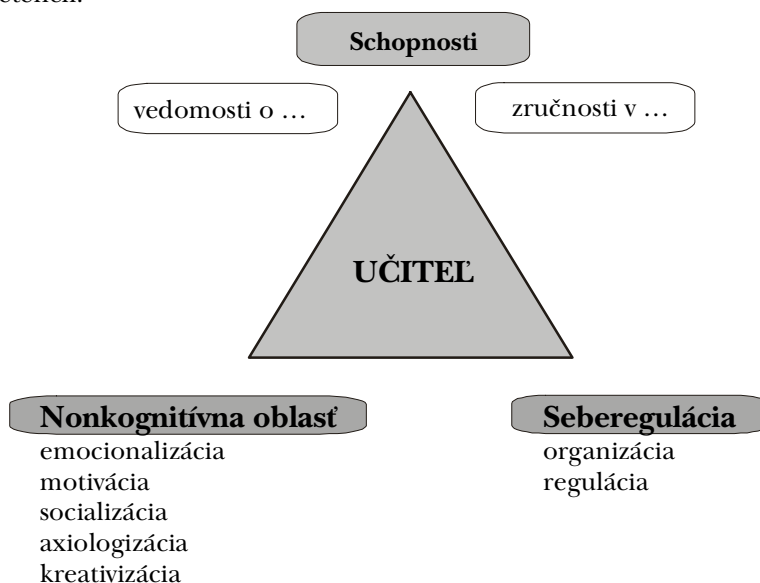 Schopnosti
vedomosti o …
zručnosti v …
UČITEĽ
Nonkognitívna oblasť
emocionalizácia
motivácia
socializácia
axiologizácia
kreativizácia
Seberegulácia
organizácia
regulácia